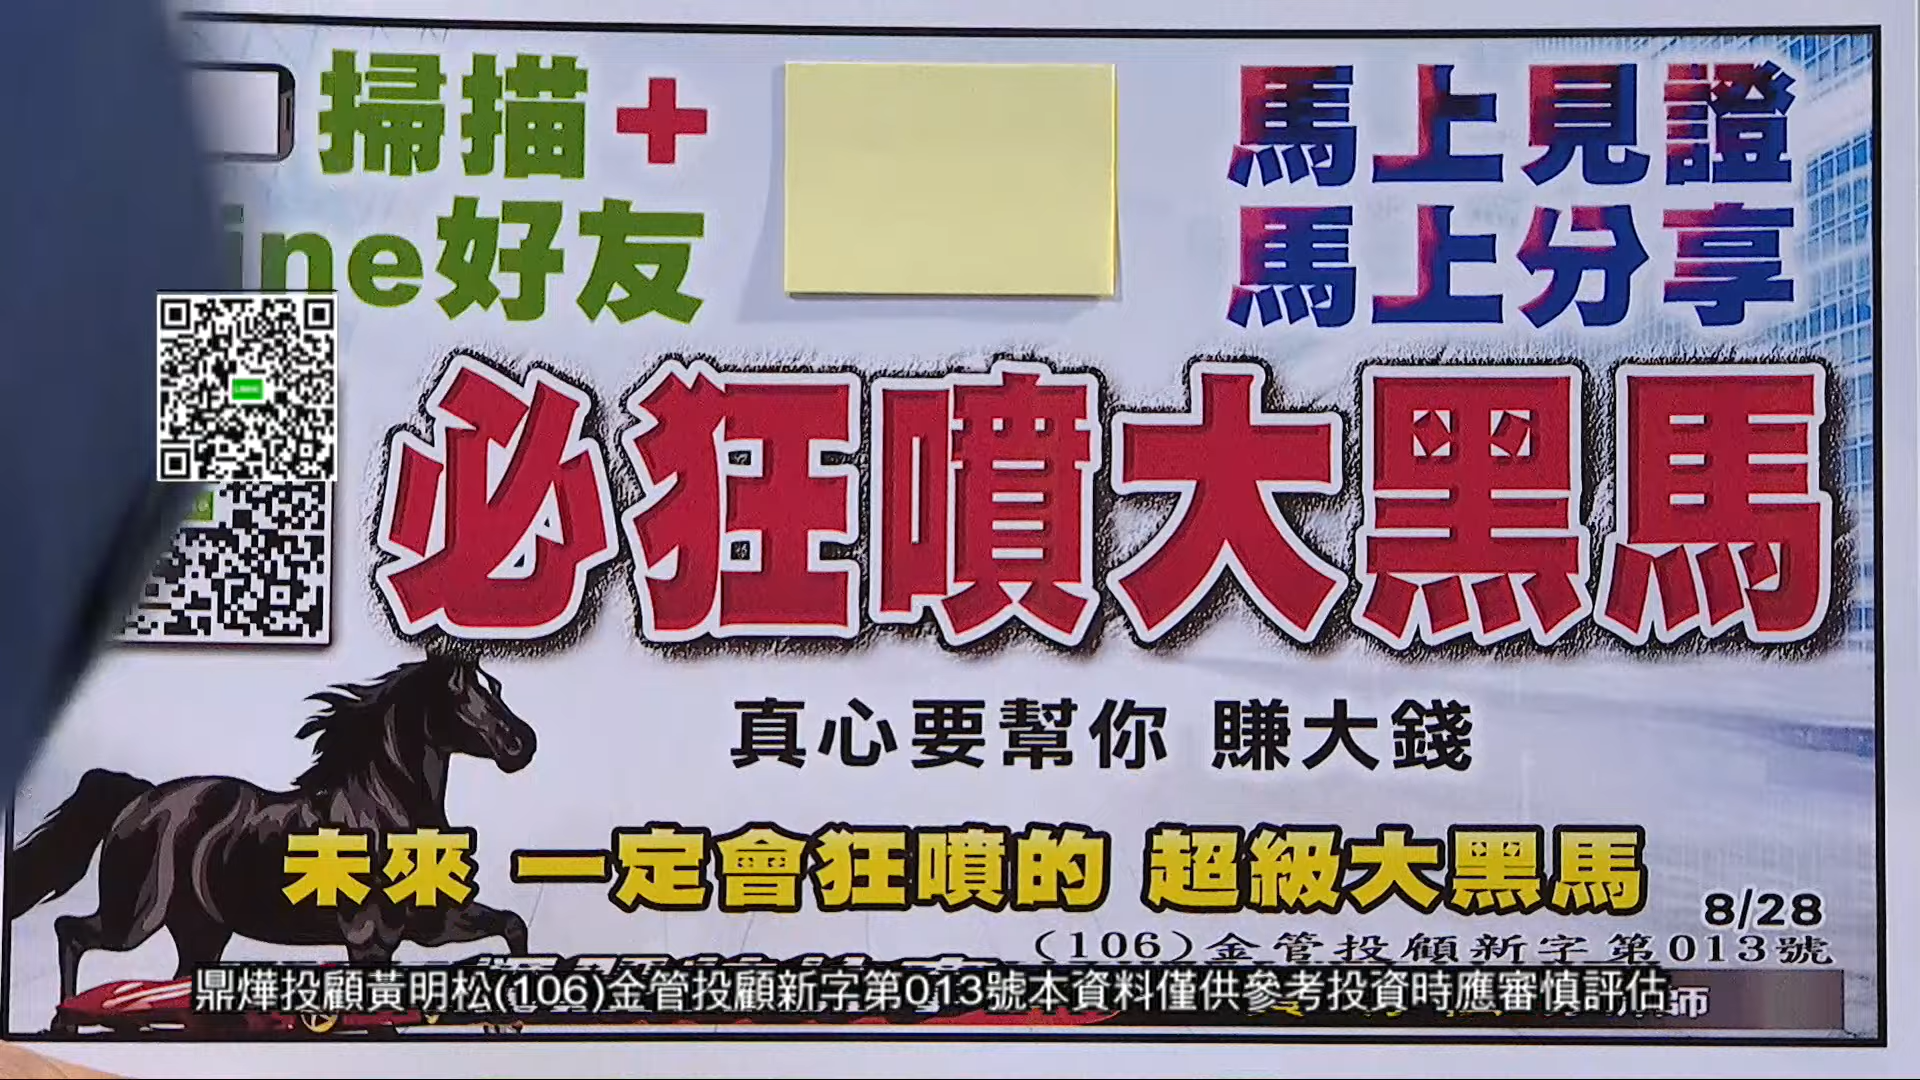 掃描+
ine好友
馬上見證
馬上分享
必狂噴大黑馬
真心要幫你 賺大錢
未來 一定會狂噴的 超級大黑馬
8/28
(106)金管投顧新字第013號
鼎燁投顧黃明松(106)金管投顧新字第013號本資料僅供參考投資時應審慎評估
師